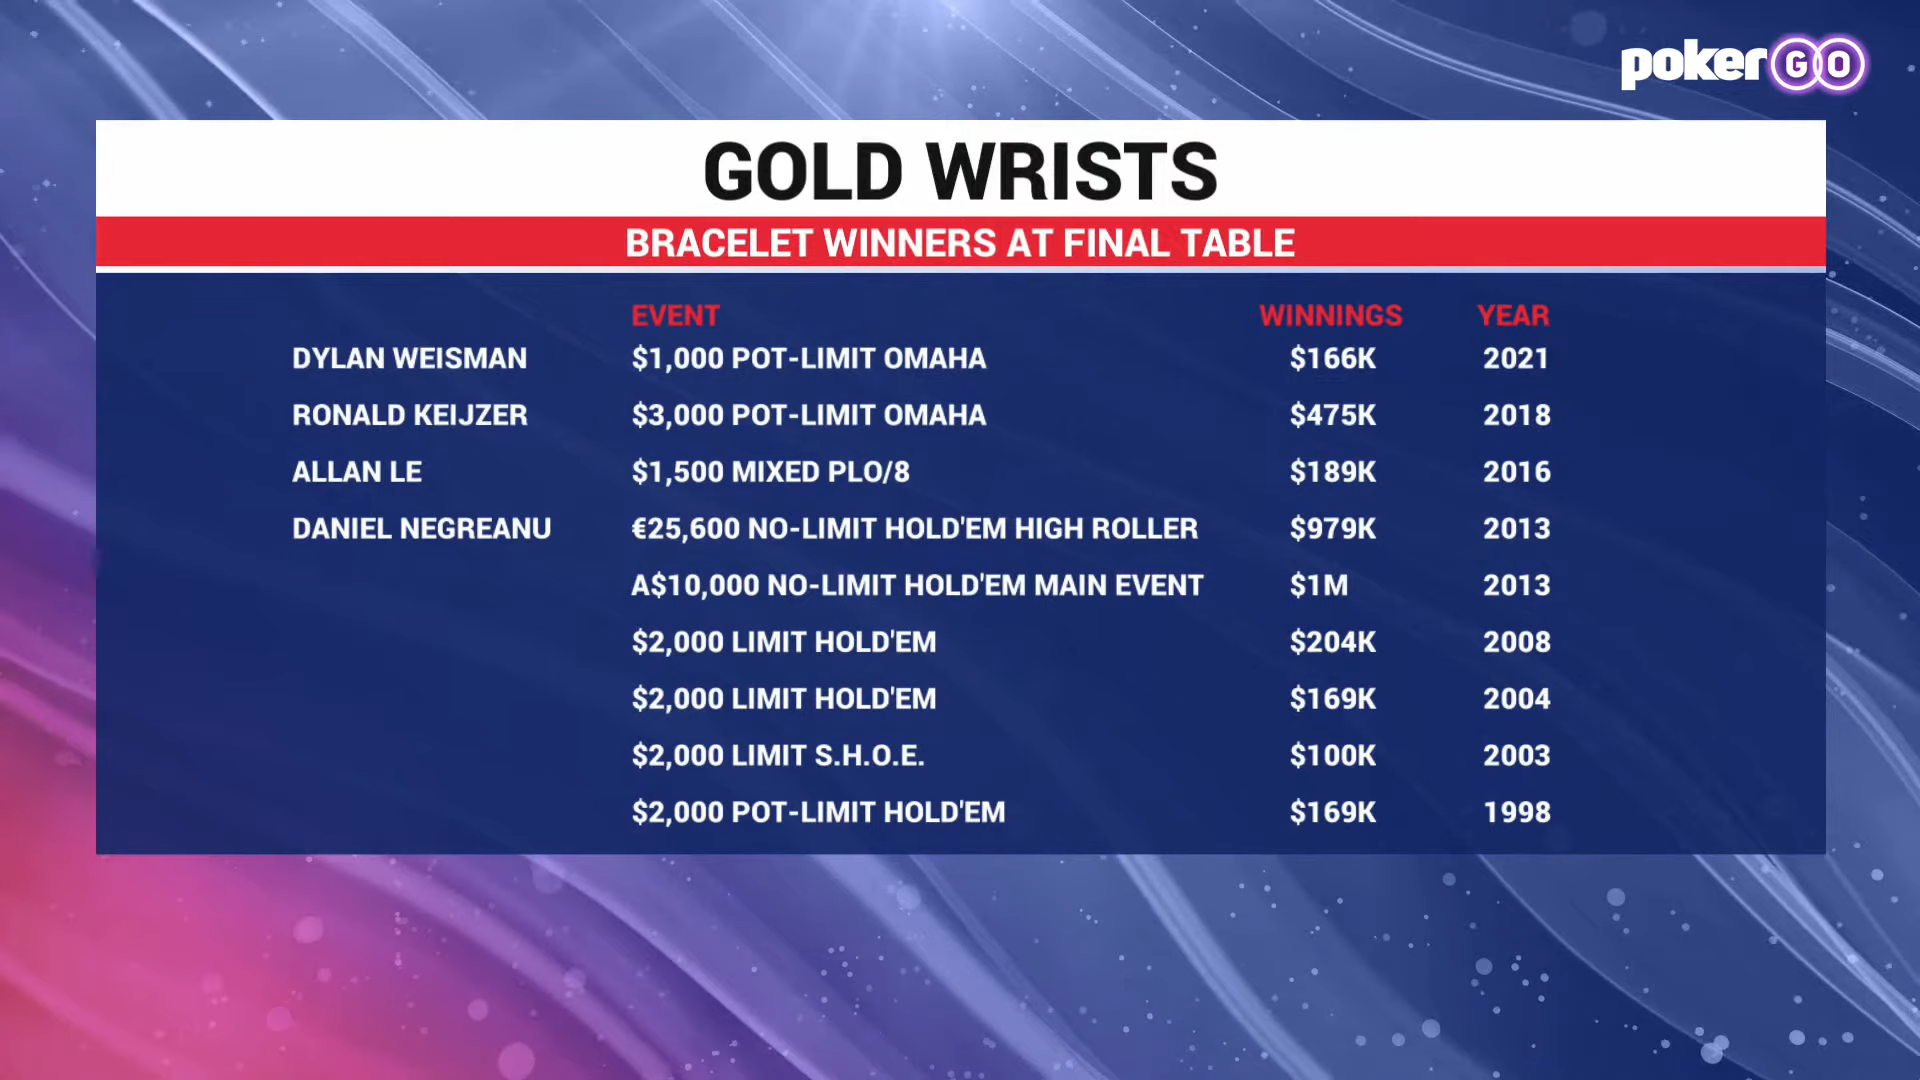 pokerGO
GOLD WRISTS
BRACELET WINNERS AT FINAL TABLE
EVENT WINNINGS YEAR
DYLAN WEISMAN $1,000 POT-LIMIT OMAHA $166K 2021
RONALD KEIJZER $3,000 POT-LIMIT OMAHA $475K 2018
ALLAN LE $1,500 MIXED PLO/8 $189K 2016
DANIEL NEGREANU €25,600 NO-LIMIT HOLD'EM HIGH ROLLER $979K 2013
A$10,000 NO-LIMIT HOLD'EM MAIN EVENT $1M 2013
$2,000 LIMIT HOLD'EM $204K 2008
$2,000 LIMIT HOLD'EM $169K 2004
$2,000 LIMIT S.H.O.E. $100K 2003
$2,000 POT-LIMIT HOLD'EM $169K 1998